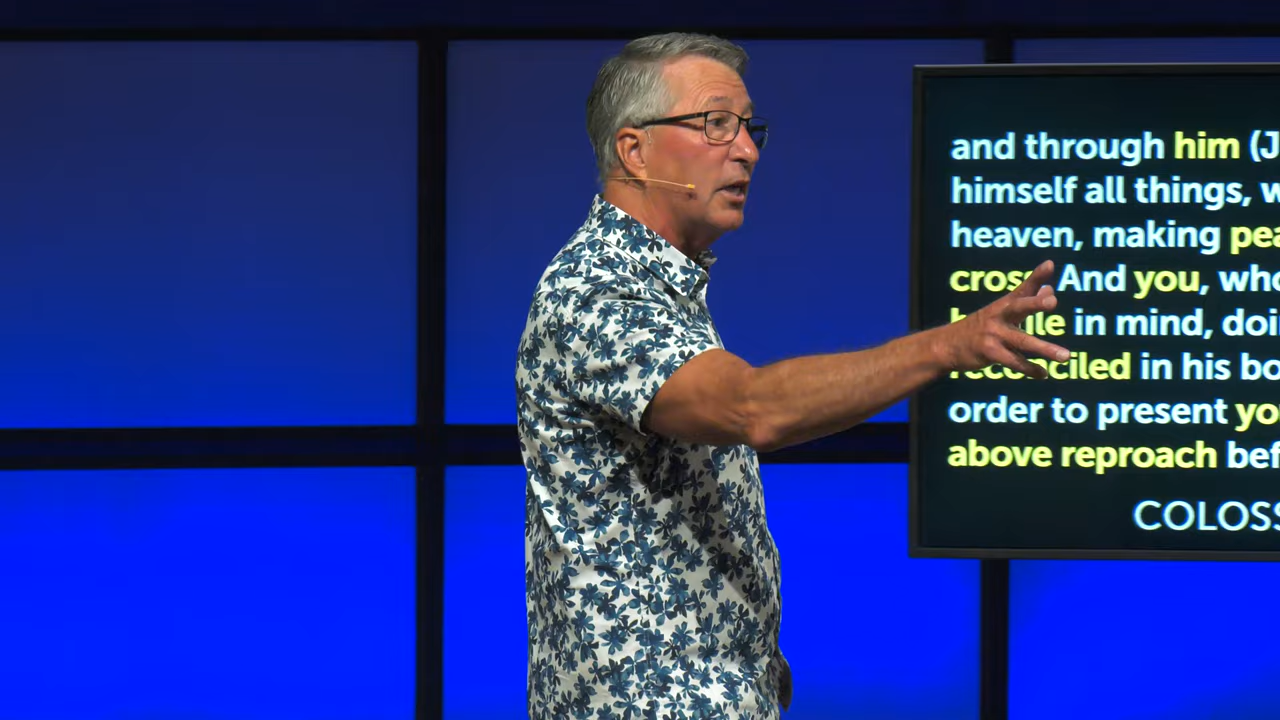 and through him (J
himself all things, w
heaven, making pea
cross. And you, who
in mind, doi
reconciled in his bo
order to present yo
above reproach bef
COLOSS